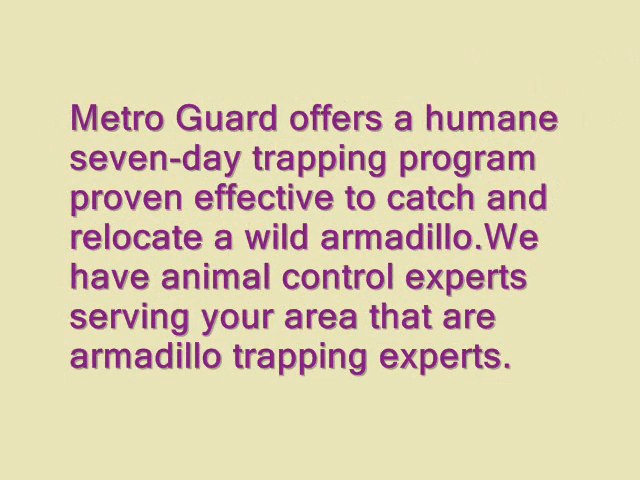 Metro Guard offers a humane
seven-day trapping program
proven effective to catch and
relocate a wild armadillo.We
have animal control experts
serving your area that are
armadillo trapping experts.